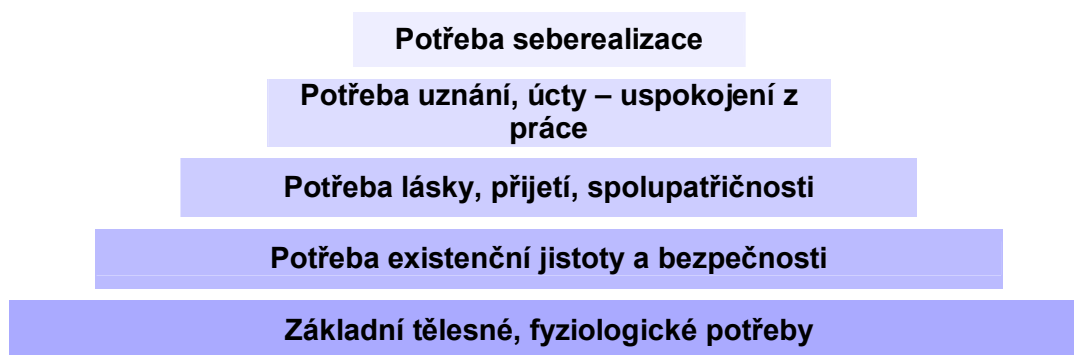 Potřeba seberealizace
Potřeba uznání, úcty – uspokojení z
práce
Potřeba lásky, přijetí, spolupatřičnosti
Potřeba existenční jistoty a bezpečnosti
Základní tělesné, fyziologické potřeby